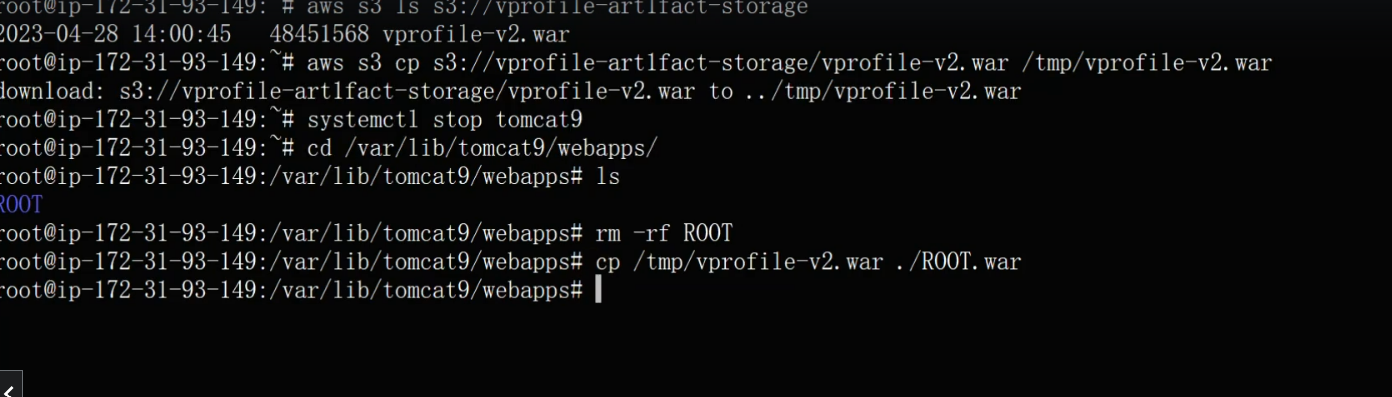 root@ip-172-31-93-149: # aws s3 ls s3://vprofile-art1fact-storage
2023-04-28 14:00:45   48451568 vprofile-v2.war
root@ip-172-31-93-149:~# aws s3 cp s3://vprofile-art1fact-storage/vprofile-v2.war /tmp/vprofile-v2.war
download: s3://vprofile-art1fact-storage/vprofile-v2.war to ../tmp/vprofile-v2.war
root@ip-172-31-93-149:~# systemctl stop tomcat9
root@ip-172-31-93-149:~# cd /var/lib/tomcat9/webapps/
root@ip-172-31-93-149:/var/lib/tomcat9/webapps# ls
ROOT
root@ip-172-31-93-149:/var/lib/tomcat9/webapps# rm -rf ROOT
root@ip-172-31-93-149:/var/lib/tomcat9/webapps# cp /tmp/vprofile-v2.war ./ROOT.war
root@ip-172-31-93-149:/var/lib/tomcat9/webapps#